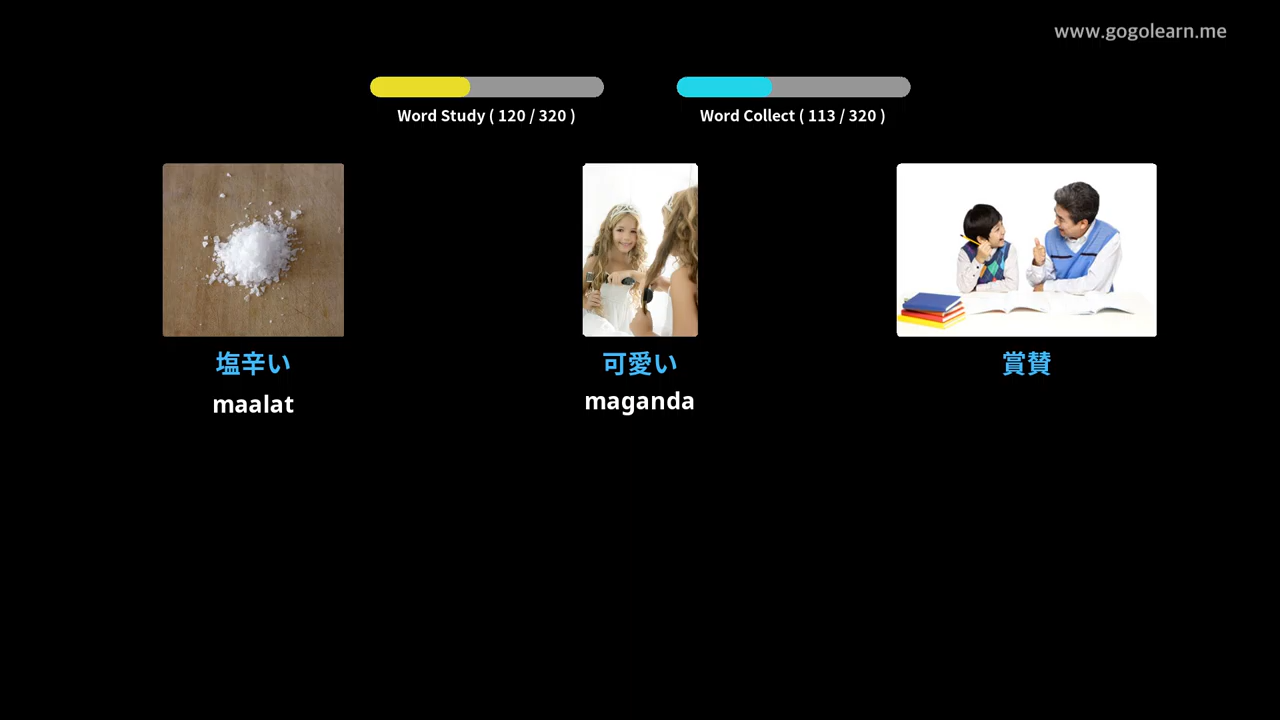 www.gogolearn.me
Word Study ( 120 / 320 )
Word Collect ( 113 / 320 )
塩辛い
可愛い
賞賛
maalat
maganda